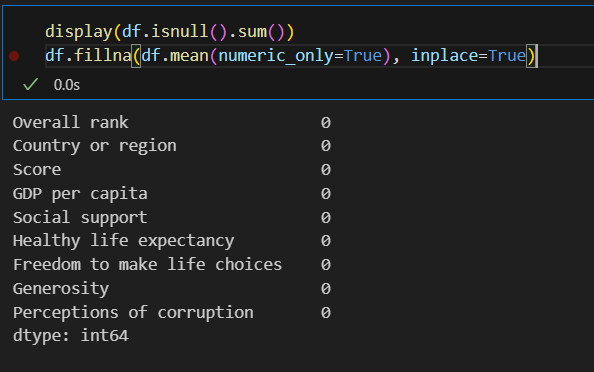 display(df.isnull().sum())
df.fillna(df.mean(numeric_only=True), inplace=True)
0.0s
Overall rank 0
Country or region 0
Score 0
GDP per capita 0
Social support 0
Healthy life expectancy 0
Freedom to make life choices 0
Generosity 0
Perceptions of corruption 0
dtype: int64